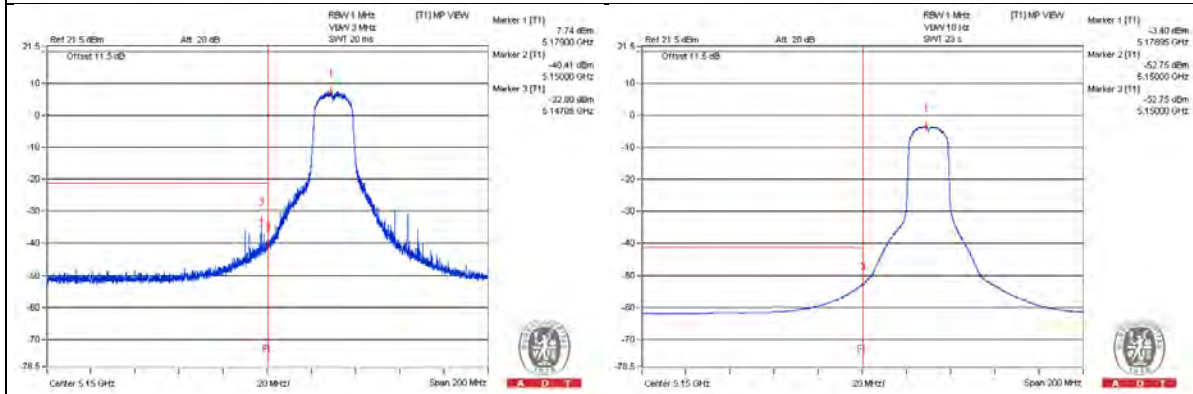 RBW 1 MHz
[T1] MP VIEW
VBW 3 MHz
Ref 21.5 dBm
Att 20 dB
SWT 20 ms
21.5
Offset 11.5 dB
10
0
-10
-20
-30
-40
-50
-60
-70
-78.5
1
3
F1
Center 5.15 GHz
20 MHz/
Span 200 MHz
Marker 1 [T1]
7.74 dBm
5.17900 GHz
Marker 2 [T1]
-40.41 dBm
5.15000 GHz
Marker 3 [T1]
5.14786 GHz
A D T
RBW 1 MHz
[T1] MP VIEW
VBW 10 Hz
Ref 21.5 dBm
Att 20 dB
SWT 23 s
21.5
Offset 11.5 dB
10
0
-10
-20
-30
-40
-50
-60
-70
-78.5
1
3
F1
Center 5.15 GHz
20 MHz/
Span 200 MHz
Marker 1 [T1]
-3.40 dBm
5.17895 GHz
Marker 2 [T1]
-52.75 dBm
5.15000 GHz
Marker 3 [T1]
-52.75 dBm
5.15000 GHz
A D T